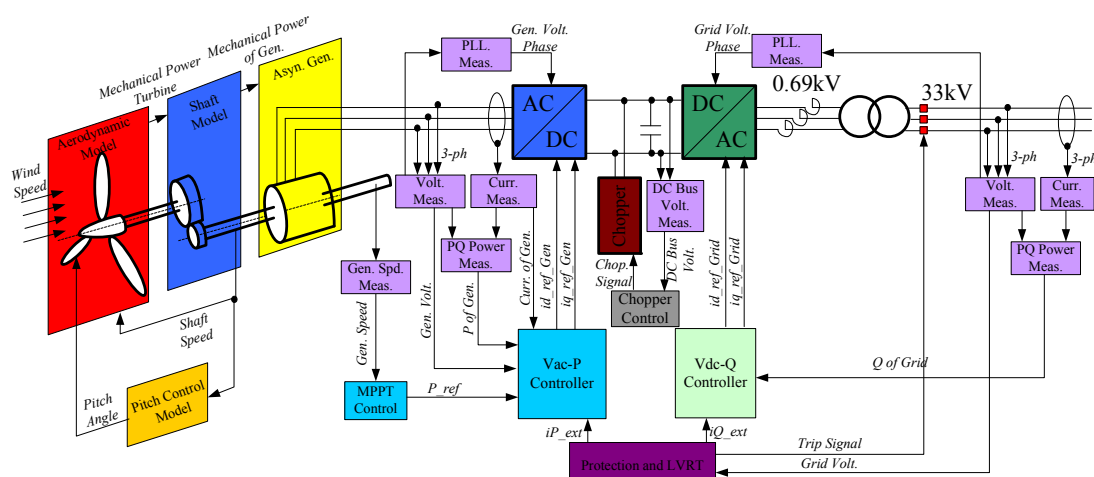 Gen. Volt.
Phase
Grid Volt.
Phase
PLL.
Meas.
PLL.
Meas.
Mechanical Power
of Gen.
Mechanical Power
Turbine
Asyn. Gen.
Shaft
Model
Aerodynamic
Model
Wind
Speed
AC
DC
DC
AC
0.69kV
33kV
3-ph
3-ph
3-ph
Volt.
Meas.
Curr.
Meas.
Chopper
DC Bus
Volt.
Meas.
Volt.
Meas.
Curr.
Meas.
PQ Power
Meas.
PQ Power
Meas.
Gen. Spd.
Meas.
Gen. Speed
Gen. Volt.
P of Gen.
Curr. of Gen.
id_ref_Gen
iq_ref_Gen
Chop.
Signal
DC Bus
Volt.
id_ref_Grid
iq_ref_Grid
Chopper
Control
Shaft
Speed
Pitch
Angle
Pitch Control
Model
MPPT
Control
P_ref
Vac-P
Controller
Vdc-Q
Controller
Q of Grid
iP_ext
iQ_ext
Protection and LVRT
Trip Signal
Grid Volt.